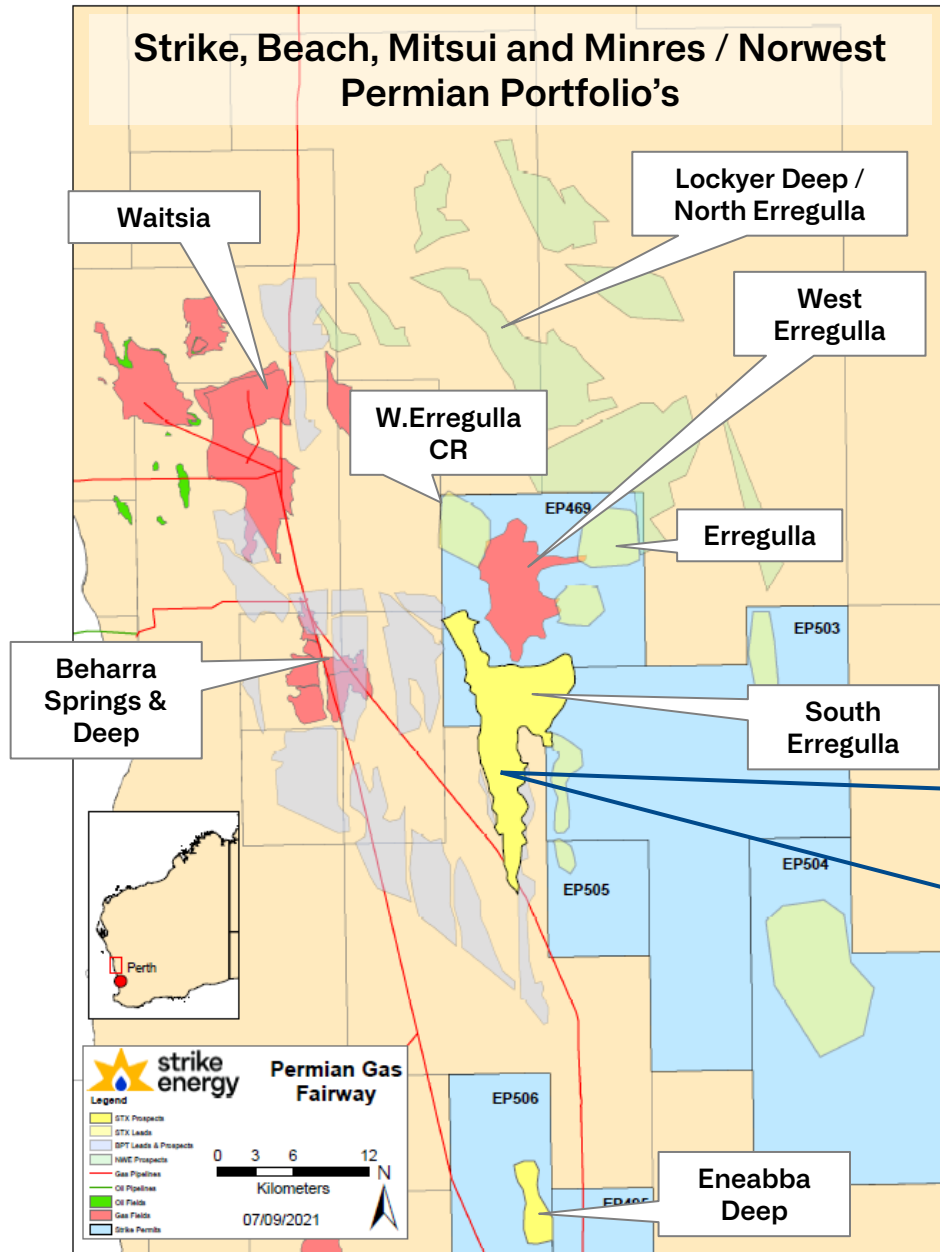 Strike, Beach, Mitsui and Minres / Norwest
Permian Portfolio's
Lockyer Deep /
North Erregulla
Waitsia
West
Erregulla
W.Erregulla
CR
EP469
Erregulla
EP503
Beharra
Springs &
Deep
South
Erregulla
EP504
EP505
Perth
strike
energy
Permian Gas
Fairway
Legend
STX Prospects
STX Leads
BPT Leads & Prospects
NWE Prospects
Gas Pipelines
Oil Pipelines
Oil Fields
Gas Fields
Strike Permits
0 3 6 12
Kilometers
N
07/09/2021
EP506
Eneabba
Deep